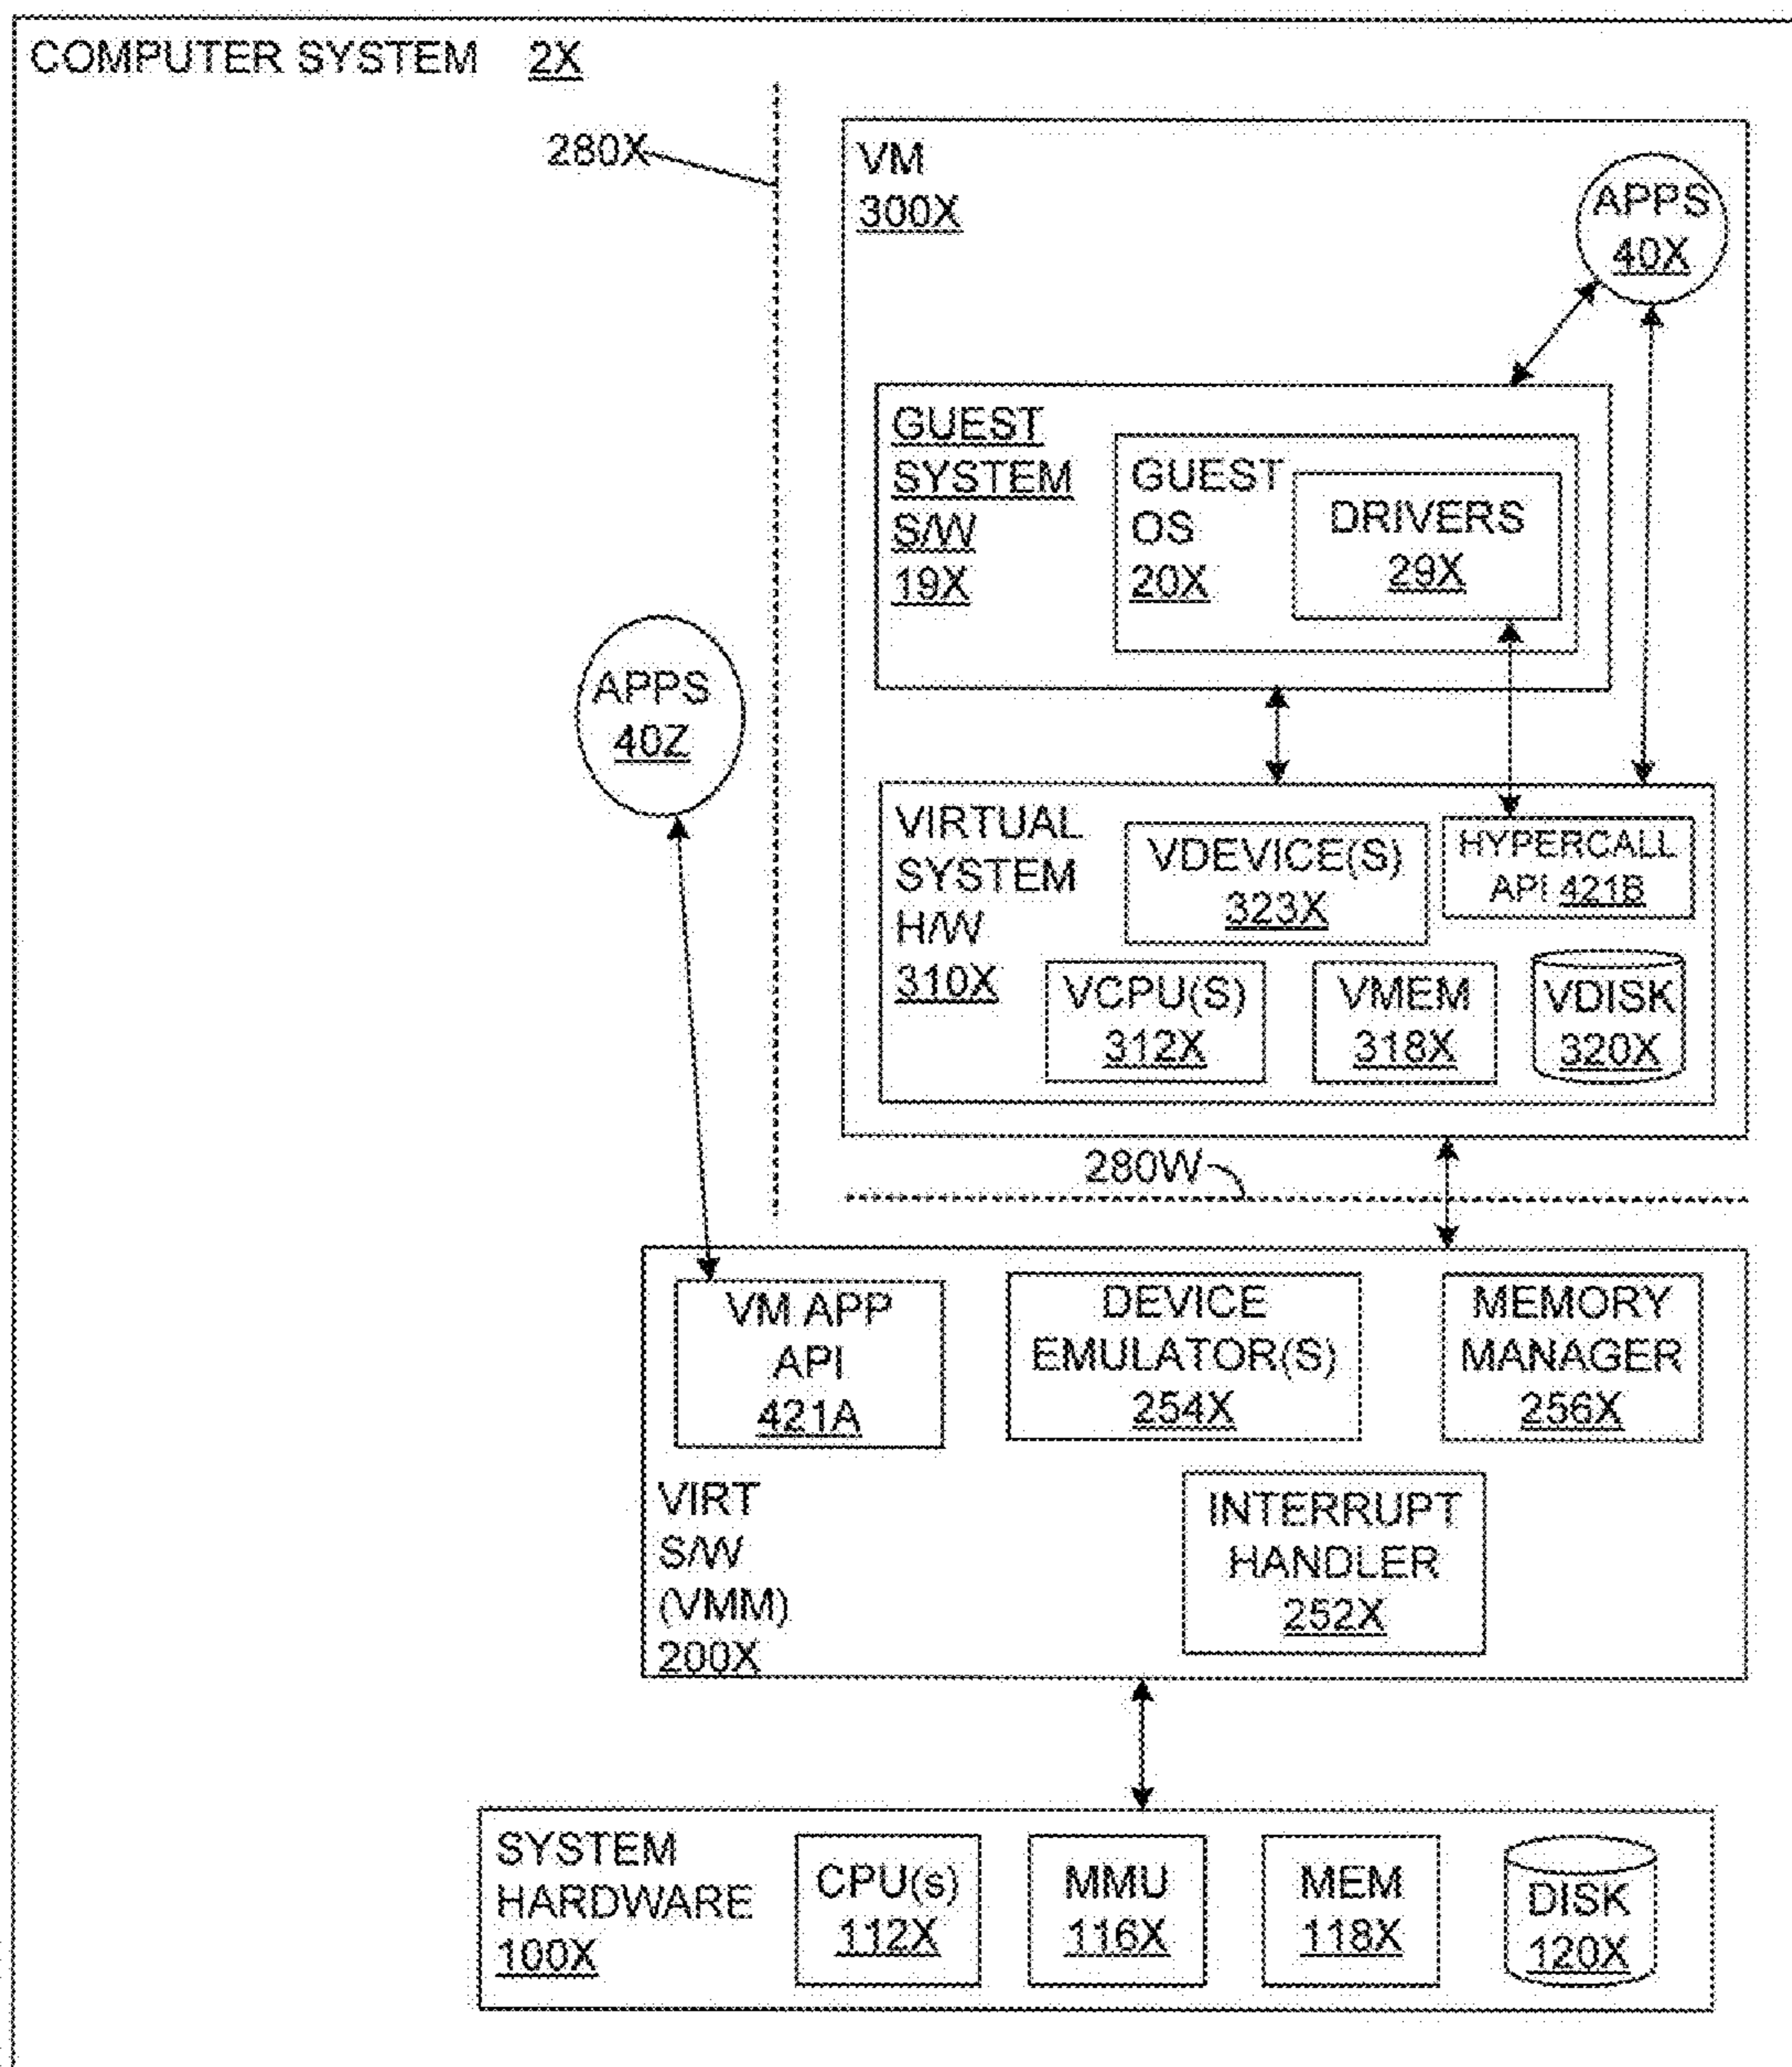 COMPUTER SYSTEM 2X
280X
VM
300X
APPS
40X
GUEST
SYSTEM
S/W
19X
GUEST
OS
20X
DRIVERS
29X
APPS
40Z
VIRTUAL
SYSTEM
H/W
310X
VDEVICE(S)
323X
HYPERCALL
API 421B
VCPU(S)
312X
VMEM
318X
VDISK
320X
280W
VM APP
API
421A
DEVICE
EMULATOR(S)
254X
MEMORY
MANAGER
256X
VIRT
S/W
(VMM)
200X
INTERRUPT
HANDLER
252X
SYSTEM
HARDWARE
100X
CPU(s)
112X
MMU
116X
MEM
118X
DISK
120X